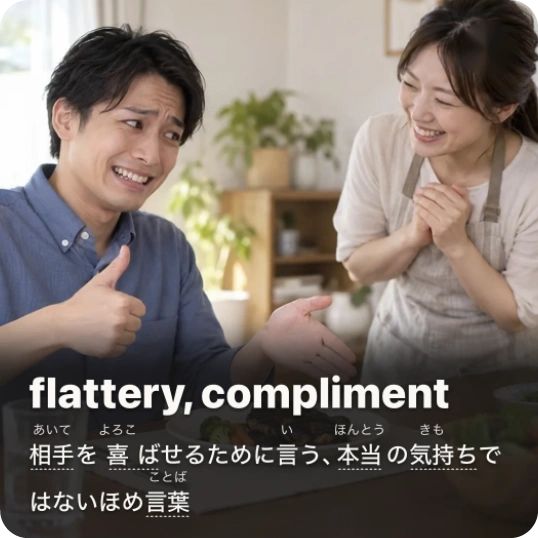 flattery, compliment
あいて よろこ い ほんとう きも
相手を喜ばせるために言う、本当の気持ちで
ことば
はないほめ言葉